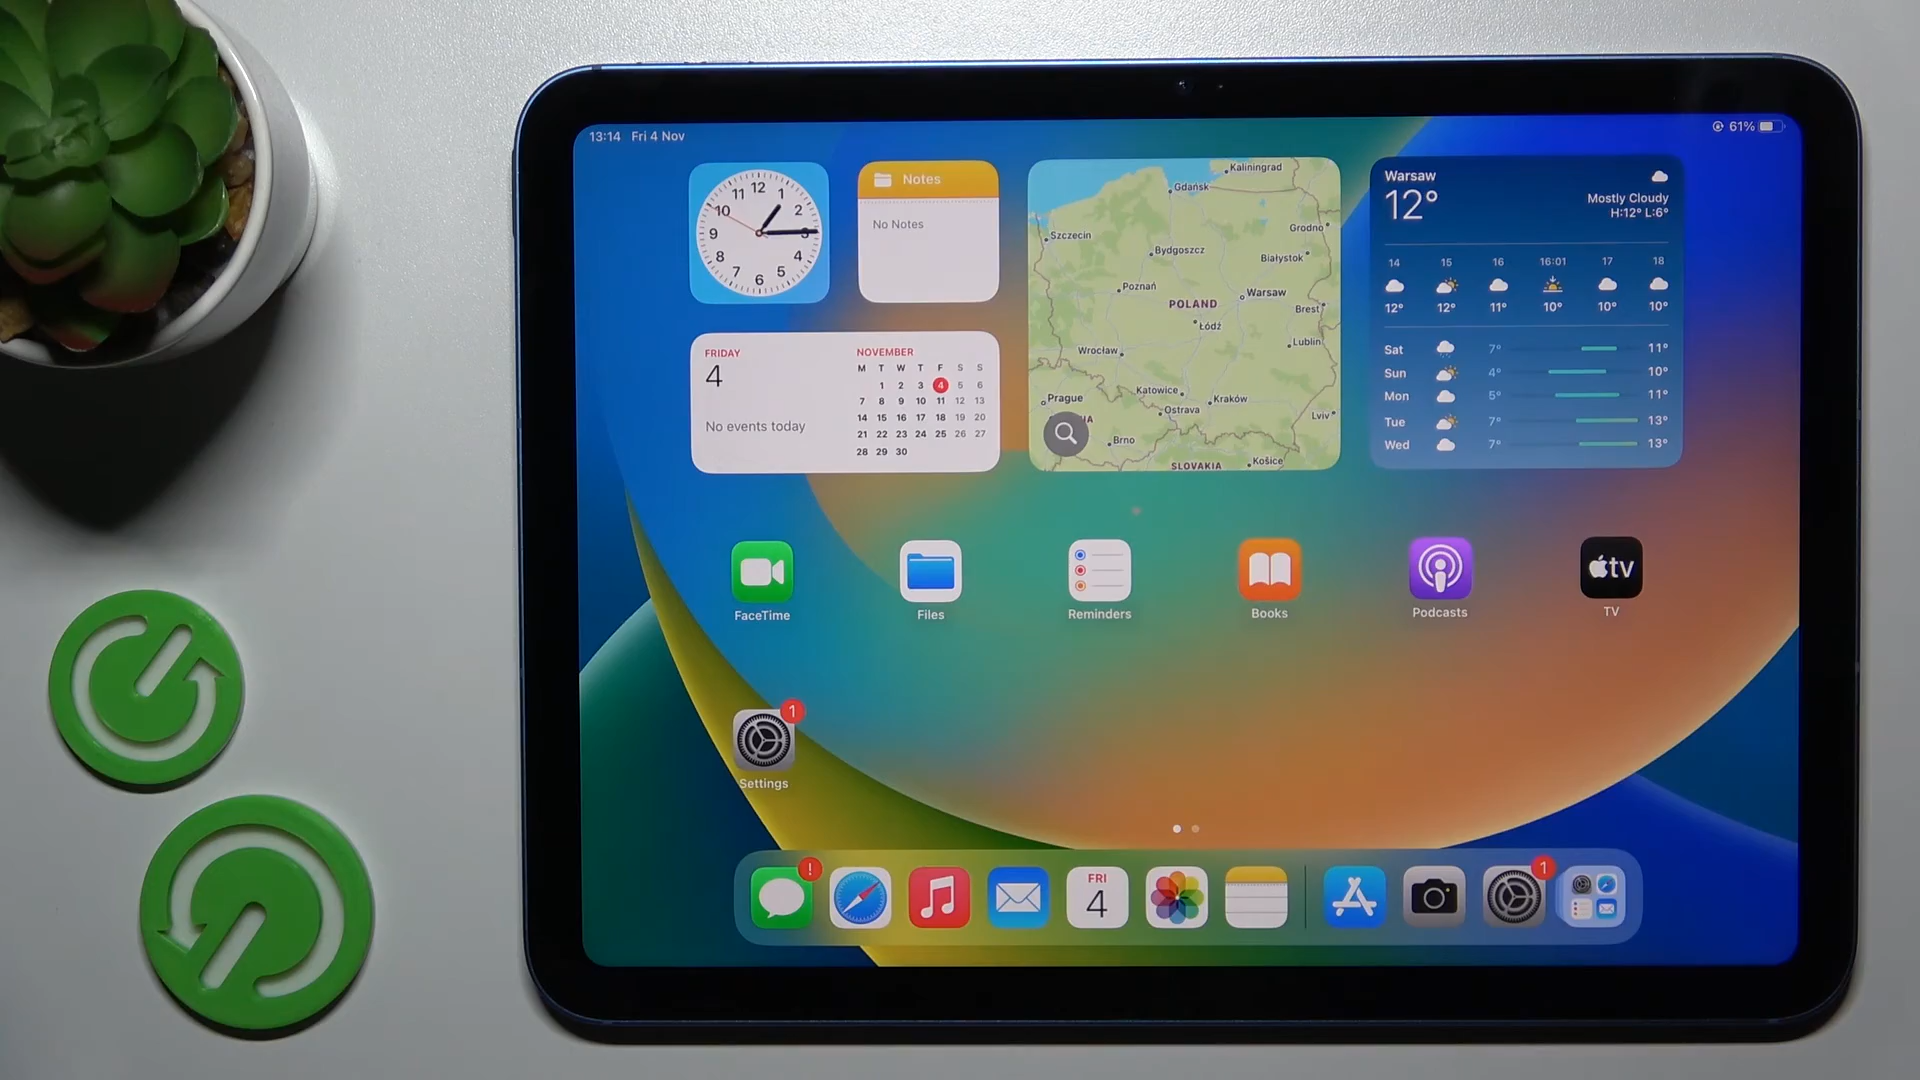 13:14 Fri 4 Nov
61%
12 1 2 3 4 5 6 7 8 9 10 11
Notes
No Notes
FRIDAY
4
No events today
NOVEMBER
M T W T F S S
1 2 3 4 5 6
7 8 9 10 11 12 13
14 15 16 17 18 19 20
21 22 23 24 25 26 27
28 29 30
Kaliningrad
Gdańsk
Szczecin
Grodno
Bydgoszcz
Białystok
Poznań
Warsaw
POLAND
Brest
Łódź
Lublin
Wrocław
Katowice
Kraków
Prague
Ostrava
Lviv
Brno
Košice
SLOVAKIA
Warsaw
12°
Mostly Cloudy
H:12° L:6°
14 15 16 16:01 17 18
12° 12° 11° 10° 10° 10°
Sat 7° 11°
Sun 4° 10°
Mon 5° 11°
Tue 7° 13°
Wed 7° 13°
tv
FaceTime Files Reminders Books Podcasts TV
1
Settings
!
FRI
4
1